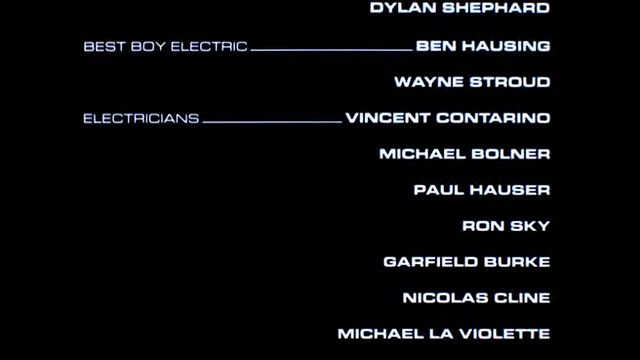 DYLAN SHEPHARD
BEST BOY ELECTRIC BEN HAUSING
WAYNE STROUD
ELECTRICIANS VINCENT CONTARINO
MICHAEL BOLNER
PAUL HAUSER
RON SKY
GARFIELD BURKE
NICOLAS CLINE
MICHAEL LA VIOLETTE